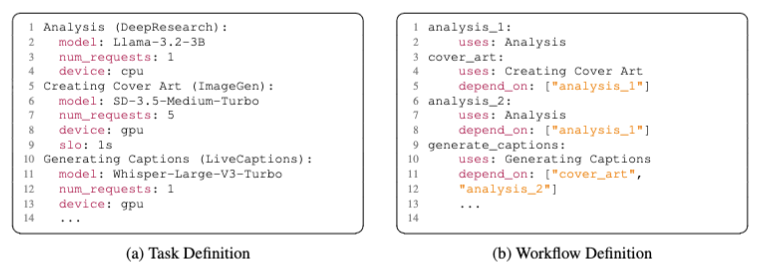 1 Analysis (DeepResearch):
2 model: Llama-3.2-3B
3 num_requests: 1
4 device: cpu
5 Creating Cover Art (ImageGen):
6 model: SD-3.5-Medium-Turbo
7 num_requests: 5
8 device: gpu
9 slo: 1s
10 Generating Captions (LiveCaptions):
11 model: Whisper-Large-V3-Turbo
12 num_requests: 1
13 device: gpu
14 ...
(a) Task Definition
1 analysis_1:
2 uses: Analysis
3 cover_art:
4 uses: Creating Cover Art
5 depend_on: ["analysis_1"]
6 analysis_2:
7 uses: Analysis
8 depend_on: ["analysis_1"]
9 generate_captions:
10 uses: Generating Captions
11 depend_on: ["cover_art",
12 "analysis_2"]
13 ...
14
(b) Workflow Definition